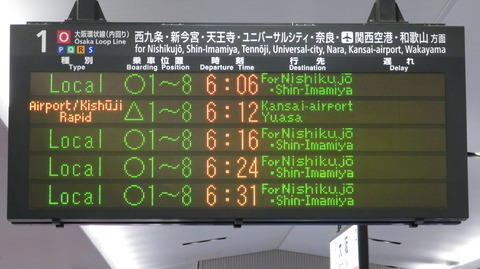 1 O 大阪環状線(内回り) 西九条・新今宮・天王寺・ユニバーサルシティ・奈良・関西空港・和歌山 方面
Osaka Loop Line
P Q R S for Nishikujō, Shin-Imamiya, Tennōji, Universal-city, Nara, Kansai-airport, Wakayama
種別 乗車位置 時刻 行先 遅れ
Type Boarding Position Departure Time Destination Delay
Local ○1～8 6:06 For Nishikujō
・Shin-Imamiya
Airport/Kishūji Rapid △1～8 6:12 Kansai-airport
Yuasa
Local ○1～8 6:16 For Nishikujō
・Shin-Imamiya
Local ○1～8 6:24 For Nishikujō
・Shin-Imamiya
Local ○1～8 6:31 For Nishikujō
・Shin-Imamiya